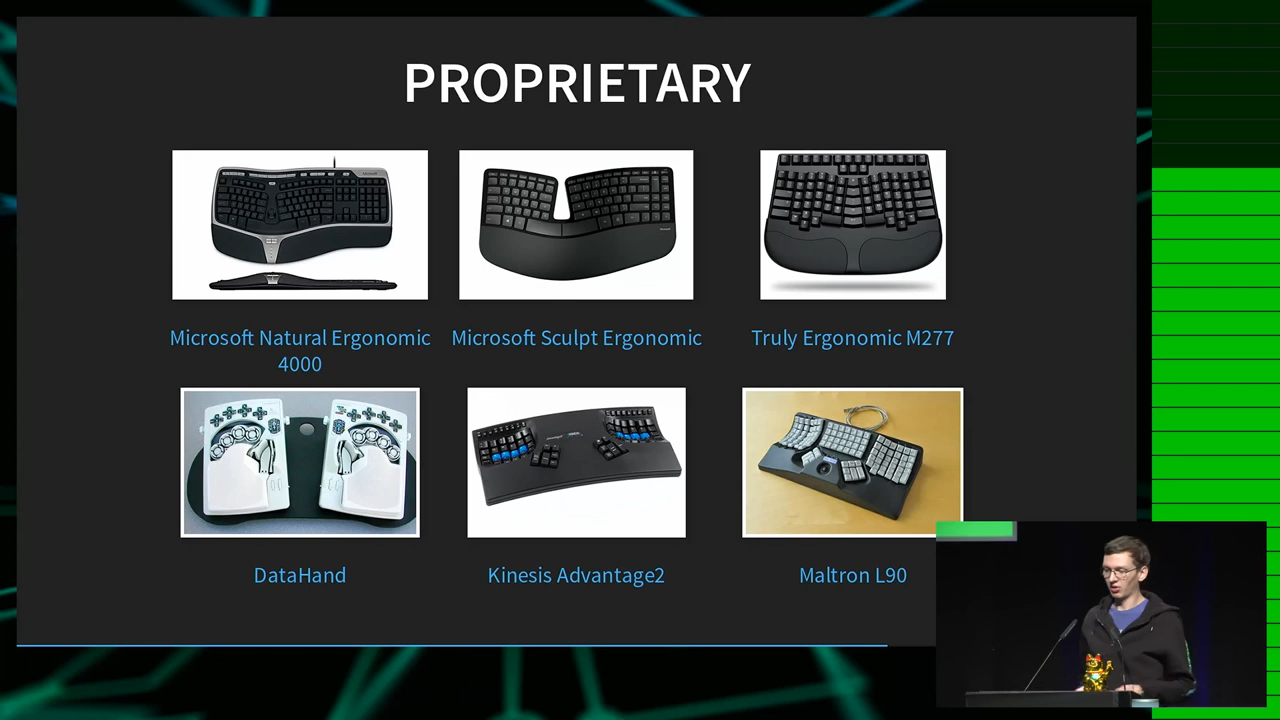 PROPRIETARY
Microsoft Natural Ergonomic
4000
Microsoft Sculpt Ergonomic
Truly Ergonomic M277
DataHand
Kinesis Advantage2
Maltron L90